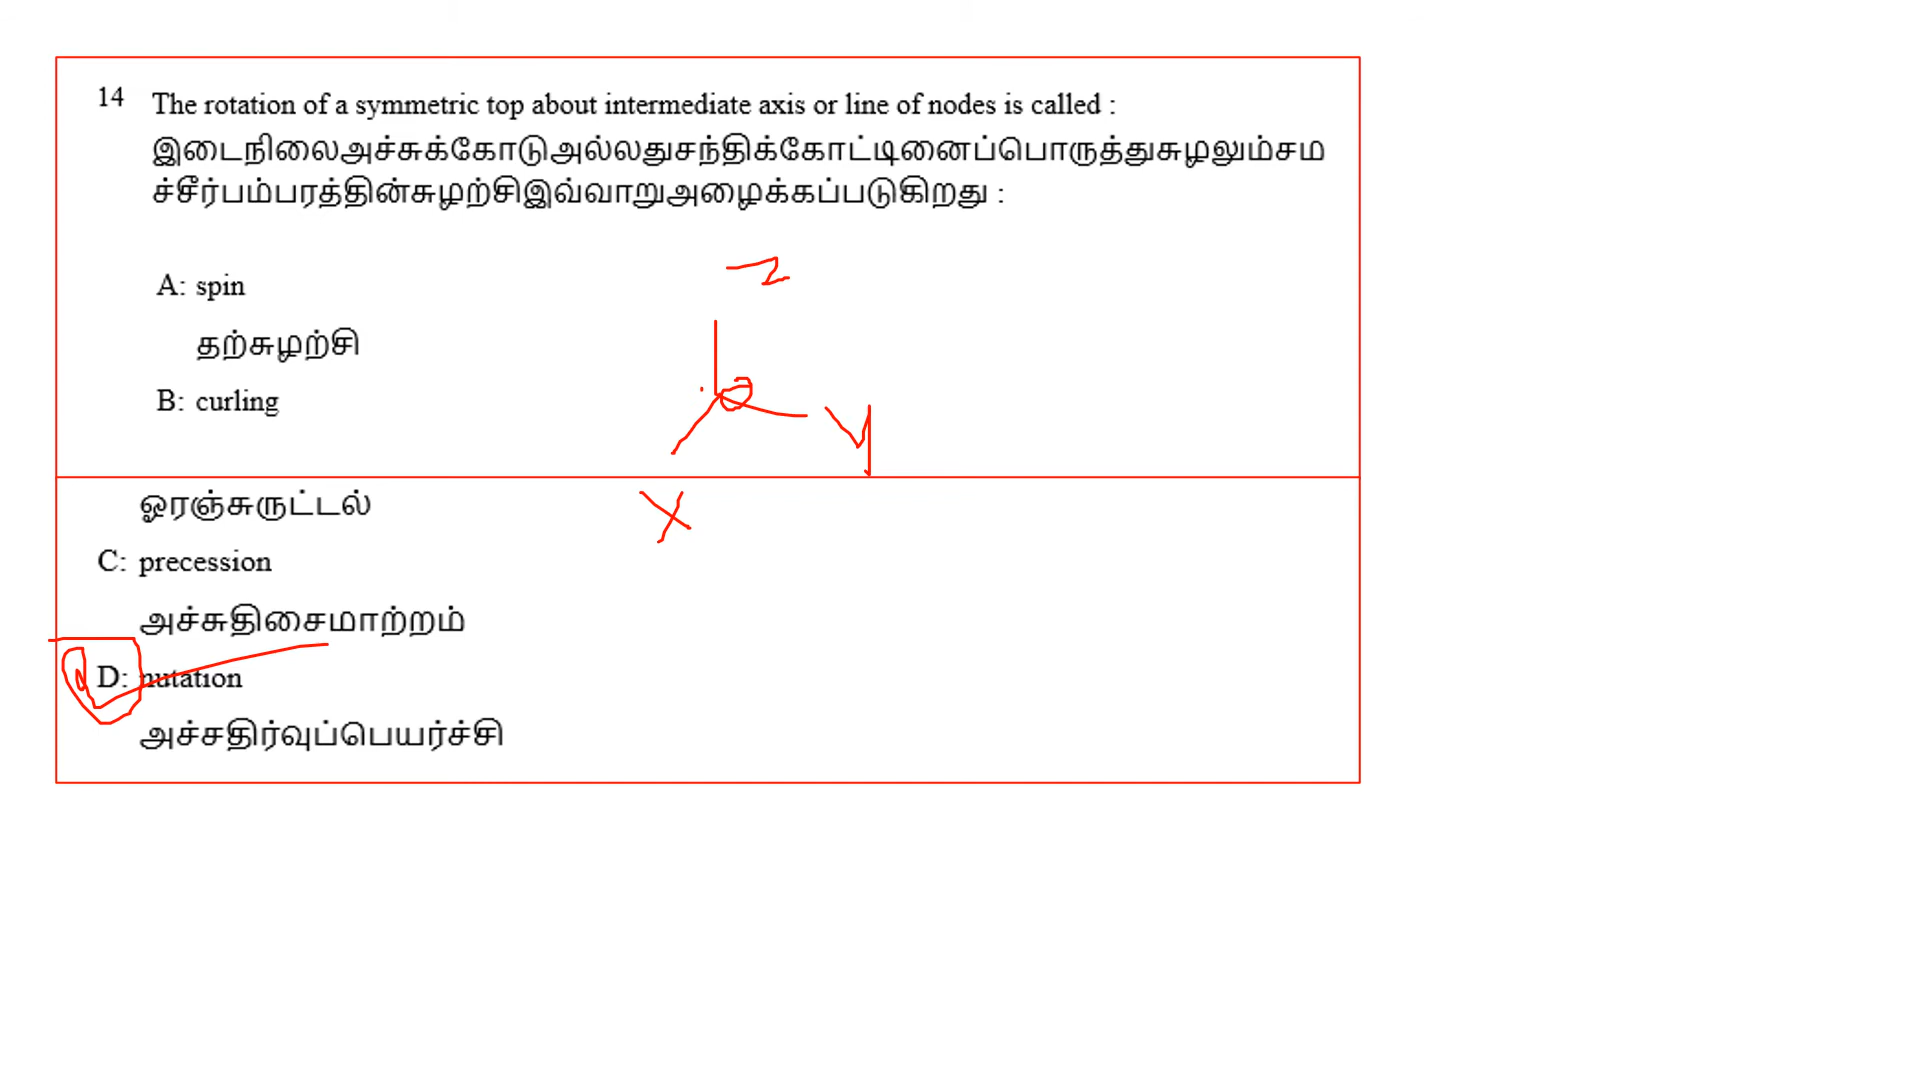 14 The rotation of a symmetric top about intermediate axis or line of nodes is called :
இடைநிலைஅச்சுக்கோடுஅல்லதுசந்திக்கோட்டினைப்பொருத்துசுழலும்சம
ச்சீர்பம்பரத்தின்சுழற்சிஇவ்வாறுஅழைக்கப்படுகிறது :
z
A: spin
தற்சுழற்சி
B: curling
y
ஓரஞ்சுருட்டல்
x
C: precession
அச்சுதிசைமாற்றம்
D: nutation
அச்சதிர்வுப்பெயர்ச்சி